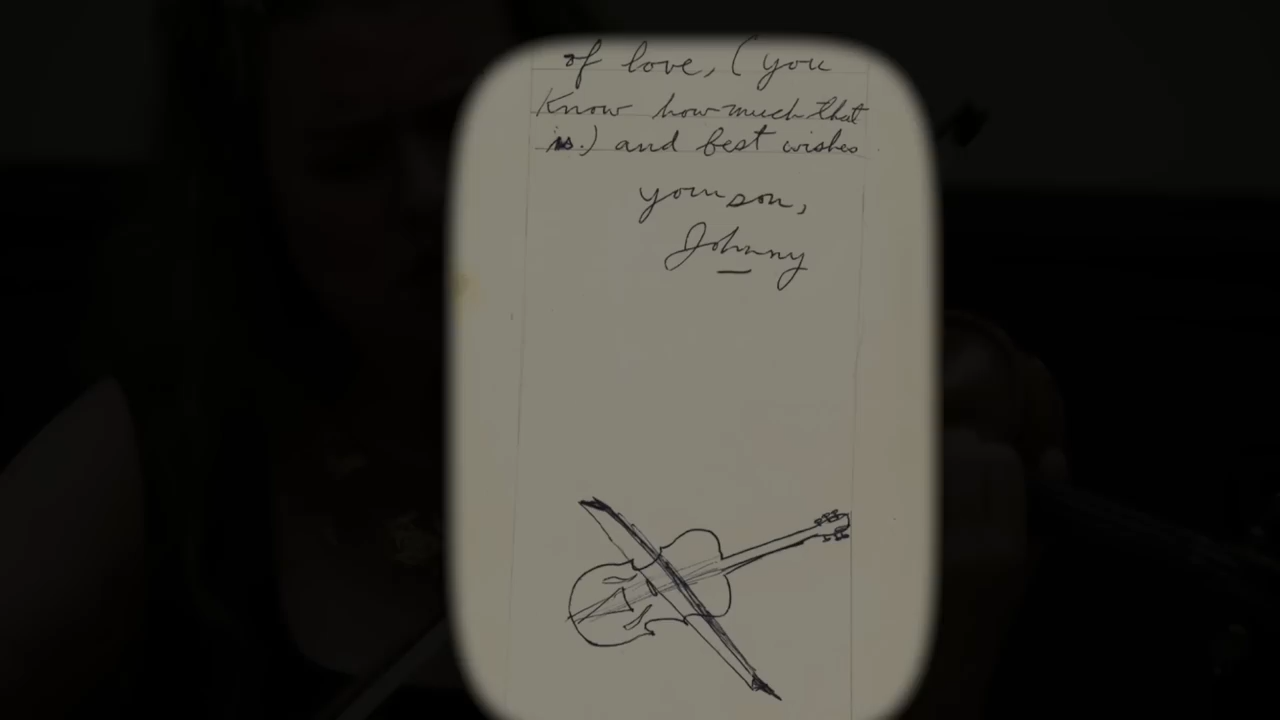 of love, (you
Know how much that
is.) and best wishes
your son,
Johnny